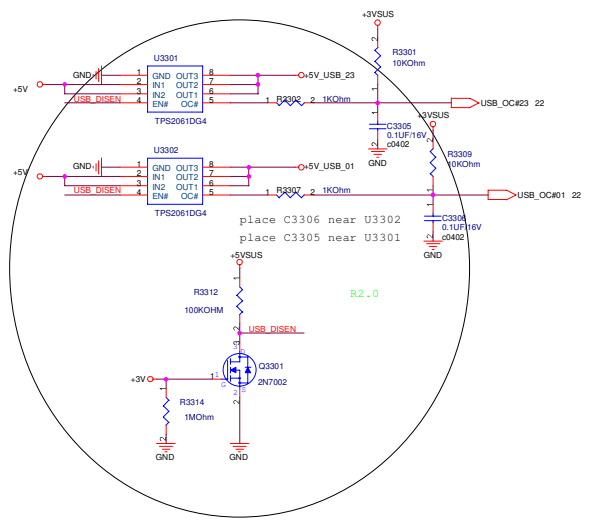 +3VSUS
U3301
R3301
10KOhm
GND
1 GND OUT3 8
2 IN1 OUT2 7
3 IN2 OUT1 6
4 EN# OC# 5
+5V
USB_DISEN
TPS2061DG4
+5V_USB_23
1 R3302 2 1KOhm
USB_OC#23 22
C3305
0.1UF/16V
c0402
GND
+3VSUS
R3309
10KOhm
U3302
GND
1 GND OUT3 8
2 IN1 OUT2 7
3 IN2 OUT1 6
4 EN# OC# 5
+5V
USB_DISEN
TPS2061DG4
+5V_USB_01
1 R3307 2 1KOhm
USB_OC#01 22
C3306
0.1UF/16V
c0402
GND
place C3306 near U3302
place C3305 near U3301
+5VSUS
R3312
100KOHM
R2.0
USB_DISEN
3
D
Q3301
2N7002
+3V
1
G
2
S
R3314
1MOhm
GND
GND